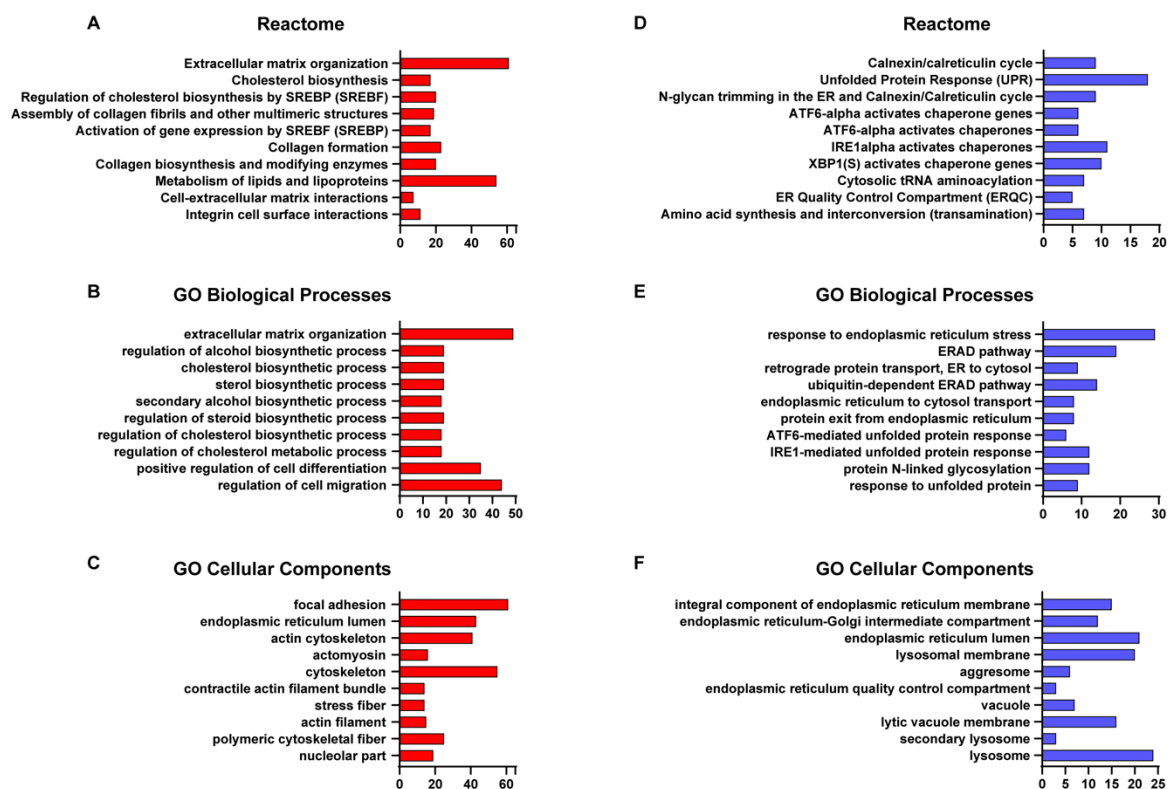 A
Reactome
Extracellular matrix organization
Cholesterol biosynthesis
Regulation of cholesterol biosynthesis by SREBP (SREBF)
Assembly of collagen fibrils and other multimeric structures
Activation of gene expression by SREBF (SREBP)
Collagen formation
Collagen biosynthesis and modifying enzymes
Metabolism of lipids and lipoproteins
Cell-extracellular matrix interactions
Integrin cell surface interactions
0 20 40 60
B
GO Biological Processes
extracellular matrix organization
regulation of alcohol biosynthetic process
cholesterol biosynthetic process
sterol biosynthetic process
secondary alcohol biosynthetic process
regulation of steroid biosynthetic process
regulation of cholesterol biosynthetic process
regulation of cholesterol metabolic process
positive regulation of cell differentiation
regulation of cell migration
0 10 20 30 40 50
C
GO Cellular Components
focal adhesion
endoplasmic reticulum lumen
actin cytoskeleton
actomyosin
cytoskeleton
contractile actin filament bundle
stress fiber
actin filament
polymeric cytoskeletal fiber
nucleolar part
0 20 40 60
D
Reactome
Calnexin/calreticulin cycle
Unfolded Protein Response (UPR)
N-glycan trimming in the ER and Calnexin/Calreticulin cycle
ATF6-alpha activates chaperone genes
ATF6-alpha activates chaperones
IRE1alpha activates chaperones
XBP1(S) activates chaperone genes
Cytosolic tRNA aminoacylation
ER Quality Control Compartment (ERQC)
Amino acid synthesis and interconversion (transamination)
0 5 10 15 20
E
GO Biological Processes
response to endoplasmic reticulum stress
ERAD pathway
retrograde protein transport, ER to cytosol
ubiquitin-dependent ERAD pathway
endoplasmic reticulum to cytosol transport
protein exit from endoplasmic reticulum
ATF6-mediated unfolded protein response
IRE1-mediated unfolded protein response
protein N-linked glycosylation
response to unfolded protein
0 10 20 30
F
GO Cellular Components
integral component of endoplasmic reticulum membrane
endoplasmic reticulum-Golgi intermediate compartment
endoplasmic reticulum lumen
lysosomal membrane
aggresome
endoplasmic reticulum quality control compartment
vacuole
lytic vacuole membrane
secondary lysosome
lysosome
0 5 10 15 20 25